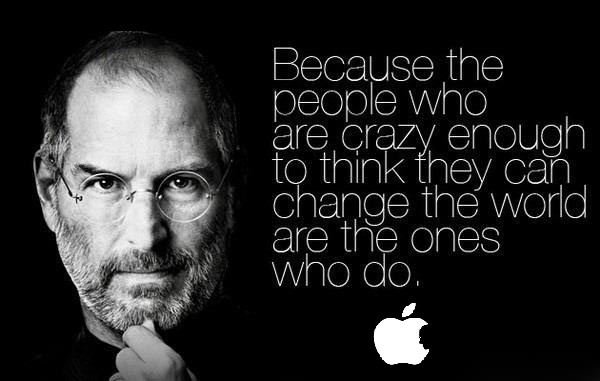 Because the
people who
are crazy enough
to think they can
change the world
are the ones
who do.